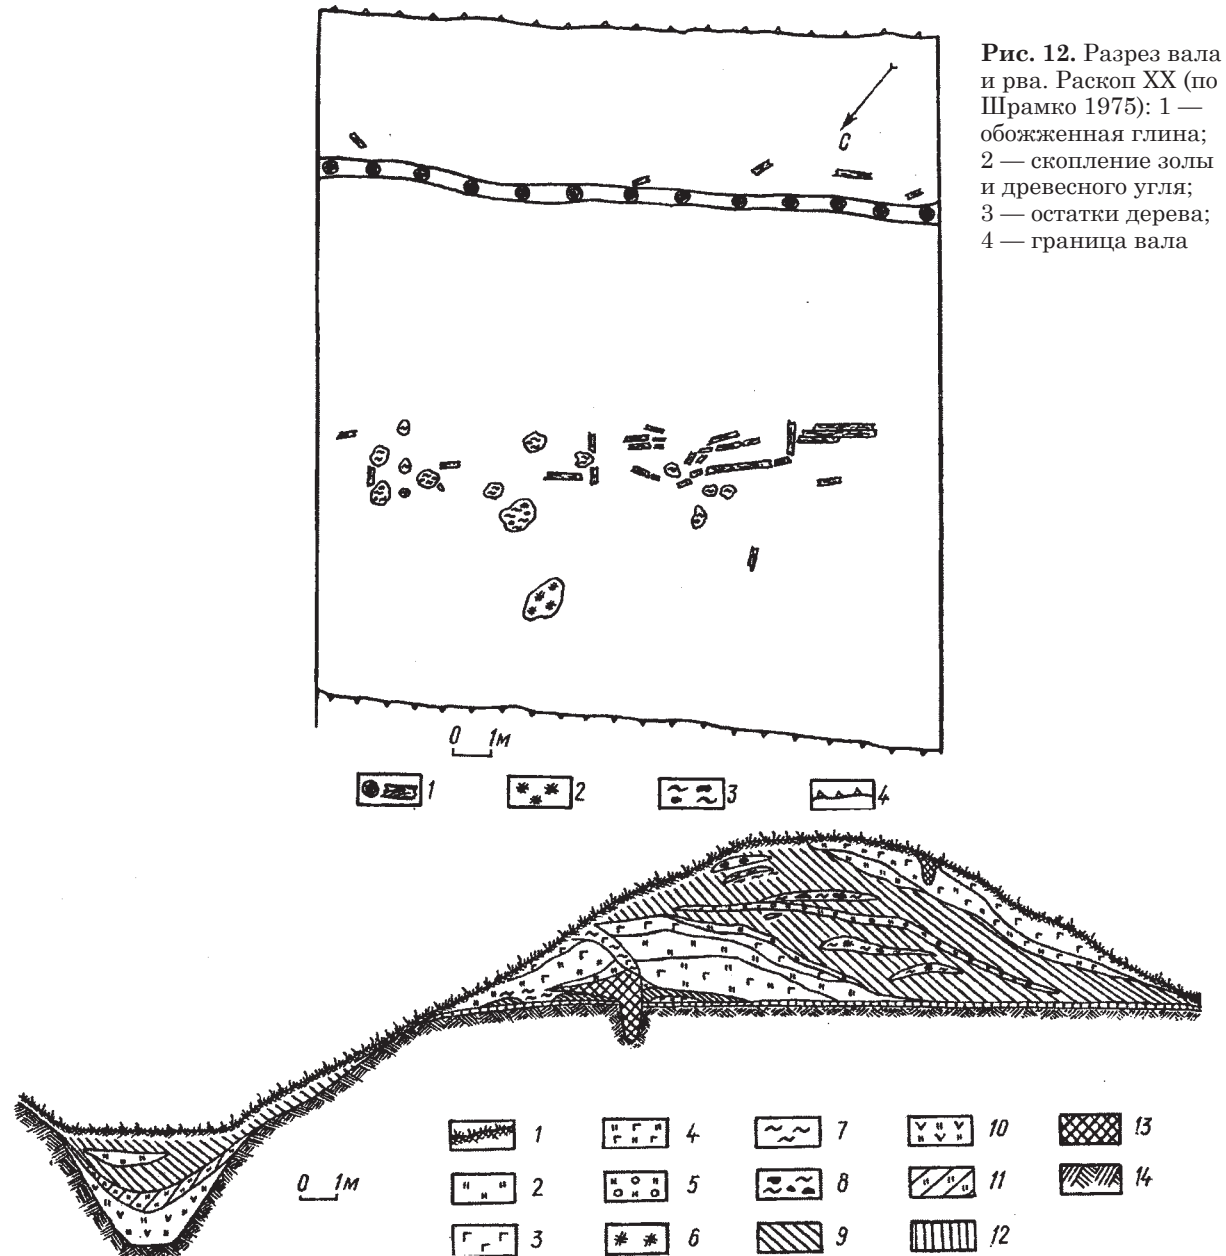 Рис. 12. Разрез вала
и рва. Раскоп XX (по
Шрамко 1975): 1 —
обожженная глина;
2 — скопление золы
и древесного угля;
3 — остатки дерева;
4 — граница вала
С
0 1м
1 2 3 4
1 4 7 10 13
0 1м
2 5 8 11 14
3 6 9 12